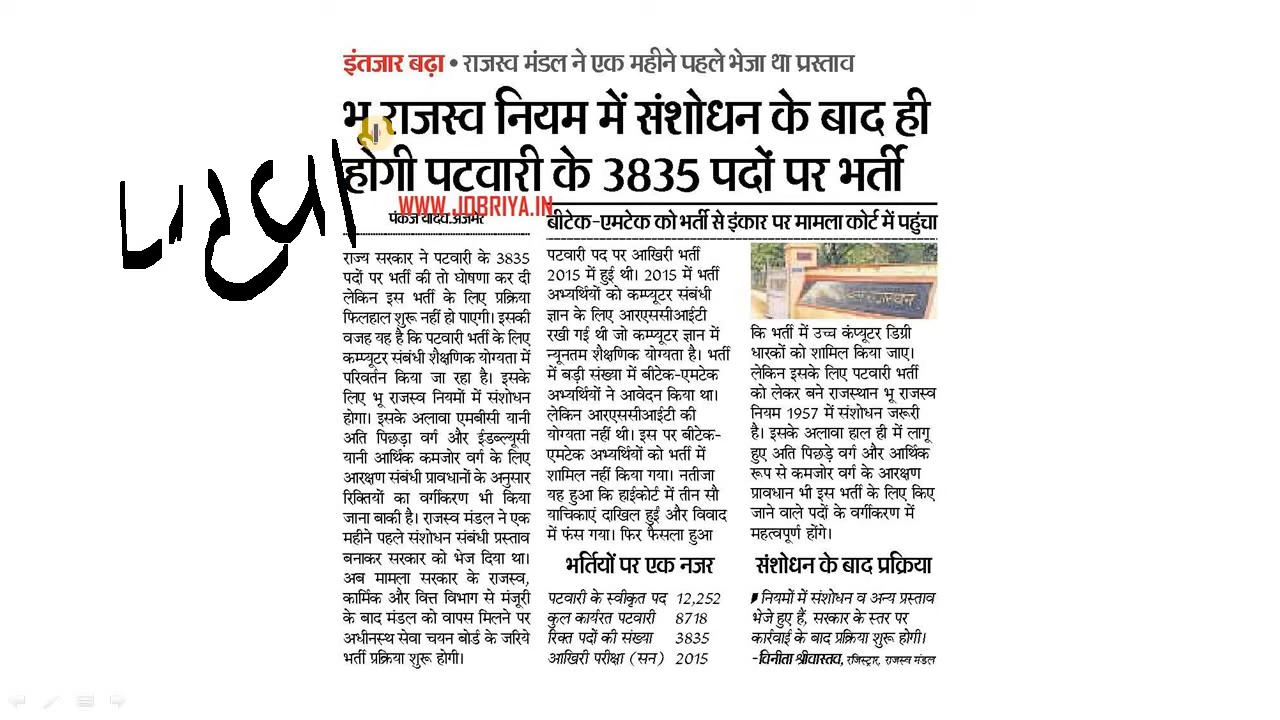 इंतजार बढ़ा • राजस्व मंडल ने एक महीने पहले भेजा था प्रस्ताव
भू राजस्व नियम में संशोधन के बाद ही
होगी पटवारी के 3835 पदों पर भर्ती
WWW.JOBRIYA.IN
पंकज यादव.अजमेर
राज्य सरकार ने पटवारी के 3835
पदों पर भर्ती की तो घोषणा कर दी
लेकिन इस भर्ती के लिए प्रक्रिया
फिलहाल शुरू नहीं हो पाएगी। इसकी
वजह यह है कि पटवारी भर्ती के लिए
कम्प्यूटर संबंधी शैक्षणिक योग्यता में
परिवर्तन किया जा रहा है। इसके
लिए भू राजस्व नियमों में संशोधन
होगा। इसके अलावा एमबीसी यानी
अति पिछड़ा वर्ग और ईडब्ल्यूसी
यानी आर्थिक कमजोर वर्ग के लिए
आरक्षण संबंधी प्रावधानों के अनुसार
रिक्तियों का वर्गीकरण भी किया
जाना बाकी है। राजस्व मंडल ने एक
महीने पहले संशोधन संबंधी प्रस्ताव
बनाकर सरकार को भेज दिया था।
अब मामला सरकार के राजस्व,
कार्मिक और वित्त विभाग से मंजूरी
के बाद मंडल को वापस मिलने पर
अधीनस्थ सेवा चयन बोर्ड के जरिये
भर्ती प्रक्रिया शुरू होगी।
बीटेक-एमटेक को भर्ती से इंकार पर मामला कोर्ट में पहुंचा
पटवारी पद पर आखिरी भर्ती
2015 में हुई थी। 2015 में भर्ती
अभ्यर्थियों को कम्प्यूटर संबंधी
ज्ञान के लिए आरएससीआईटी
रखी गई थी जो कम्प्यूटर ज्ञान में
न्यूनतम शैक्षणिक योग्यता है। भर्ती
में बड़ी संख्या में बीटेक-एमटेक
अभ्यर्थियों ने आवेदन किया था।
लेकिन आरएससीआईटी की
योग्यता नहीं थी। इस पर बीटेक-
एमटेक अभ्यर्थियों को भर्ती में
शामिल नहीं किया गया। नतीजा
यह हुआ कि हाईकोर्ट में तीन सौ
याचिकाएं दाखिल हुईं और विवाद
में फंस गया। फिर फैसला हुआ
कि भर्ती में उच्च कंप्यूटर डिग्री
धारकों को शामिल किया जाए।
लेकिन इसके लिए पटवारी भर्ती
को लेकर बने राजस्थान भू राजस्व
नियम 1957 में संशोधन जरूरी
है। इसके अलावा हाल ही में लागू
हुए अति पिछड़े वर्ग और आर्थिक
रूप से कमजोर वर्ग के आरक्षण
प्रावधान भी इस भर्ती के लिए किए
जाने वाले पदों के वर्गीकरण में
महत्वपूर्ण होंगे।
भर्तियों पर एक नजर
पटवारी के स्वीकृत पद 12,252
कुल कार्यरत पटवारी 8718
रिक्त पदों की संख्या 3835
आखिरी परीक्षा (सन) 2015
संशोधन के बाद प्रक्रिया
नियमों में संशोधन व अन्य प्रस्ताव
भेजे हुए हैं, सरकार के स्तर पर
कार्रवाई के बाद प्रक्रिया शुरू होगी।
-विनीता श्रीवास्तव, रजिस्ट्रार, राजस्व मंडल